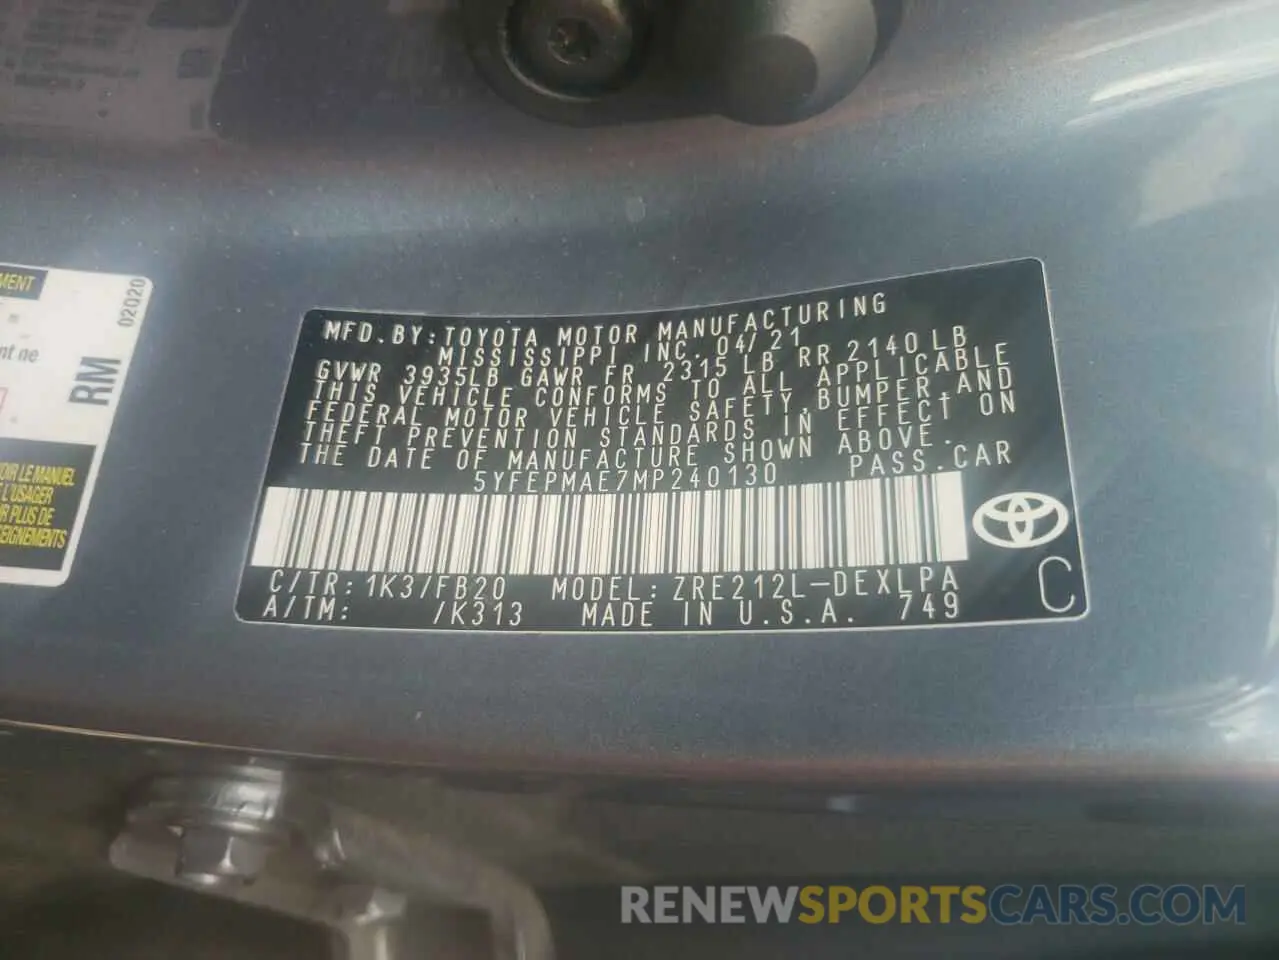 MFD.BY:TOYOTA MOTOR MANUFACTURING
MISSISSIPPI,INC. 04/21
GVWR 3935LB GAWR FR 2315 LB RR 2140 LB
THIS VEHICLE CONFORMS TO ALL APPLICABLE
FEDERAL MOTOR VEHICLE SAFETY,BUMPER,AND
THEFT PREVENTION STANDARDS IN EFFECT ON
THE DATE OF MANUFACTURE SHOWN ABOVE.
5YFEPMAE7MP240130 PASS.CAR
C/TR:1K3/FB20 MODEL:ZRE212L-DEXLPA
A/TM: /K313 MADE IN U.S.A. 749
C
02020
RM
MENT
nt ne
OIR LE MANUEL
L'USAGER
R PLUS DE
EIGNEMENTS
RENEWSPORTSCARS.COM